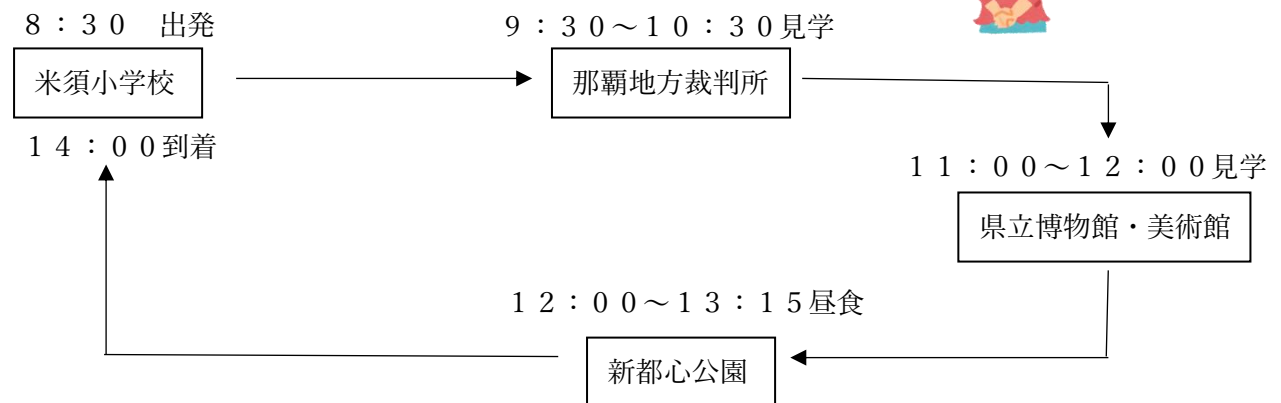 ８：３０　出発
米須小学校
１４：００到着
９：３０～１０：３０見学
那覇地方裁判所
１１：００～１２：００見学
県立博物館・美術館
１２：００～１３：１５昼食
新都心公園